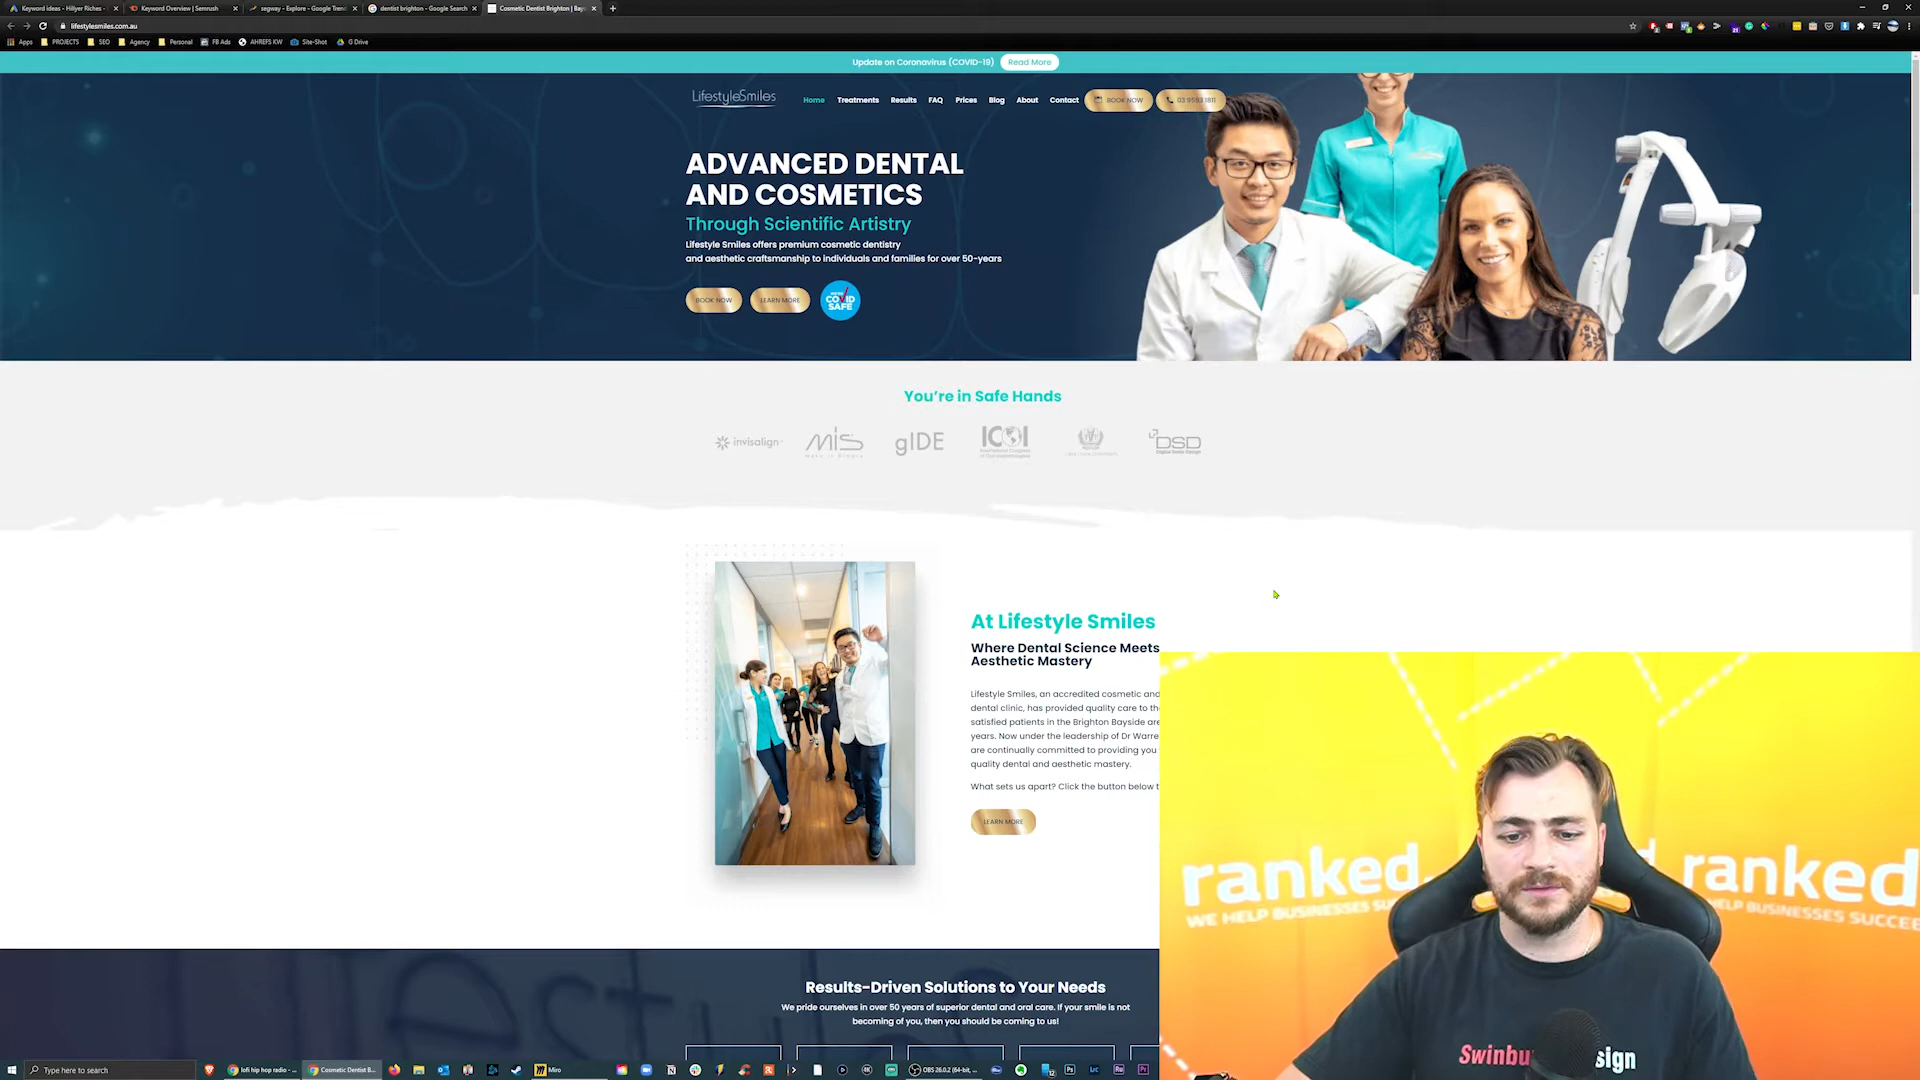 Keyword ideas - Hillyer Riches -
Keyword Overview | Semrush
segway - Explore - Google Tren
dentist brighton - Google Search
Cosmetic Dentist Brighton | Bay
lifestylesmiles.com.au
Apps
PROJECTS
SEO
Agency
Personal
FB Ads
AHREFS KW
Site-Shot
G Drive
Update on Coronavirus (COVID-19)
Read More
LifestyleSmiles
Home
Treatments
Results
FAQ
Prices
Blog
About
Contact
BOOK NOW
03 9593 1811
ADVANCED DENTAL
AND COSMETICS
Through Scientific Artistry
Lifestyle Smiles offers premium cosmetic dentistry
and aesthetic craftsmanship to individuals and families for over 50-years
BOOK NOW
LEARN MORE
COVID
SAFE
You're in Safe Hands
invisalign
MIS
gIDE
ICOI
DSD
Digital Smile Design
At Lifestyle Smiles
Where Dental Science Meets
Aesthetic Mastery
Lifestyle Smiles, an accredited cosmetic and
dental clinic, has provided quality care to the
satisfied patients in the Brighton Bayside are
years. Now under the leadership of Dr Warre
are continually committed to providing you
quality dental and aesthetic mastery.
What sets us apart? Click the button below t
LEARN MORE
ranked.
WE HELP BUSINESSES SUC
ranked
HELP BUSINESSES SUCCEE
Results-Driven Solutions to Your Needs
We pride ourselves in over 50 years of superior dental and oral care. If your smile is not
becoming of you, then you should be coming to us!
Swinbu sign
Type here to search
lofi hip hop radio - ...
Cosmetic Dentist B...
Miro
OBS 26.0.2 (64-bit, ...